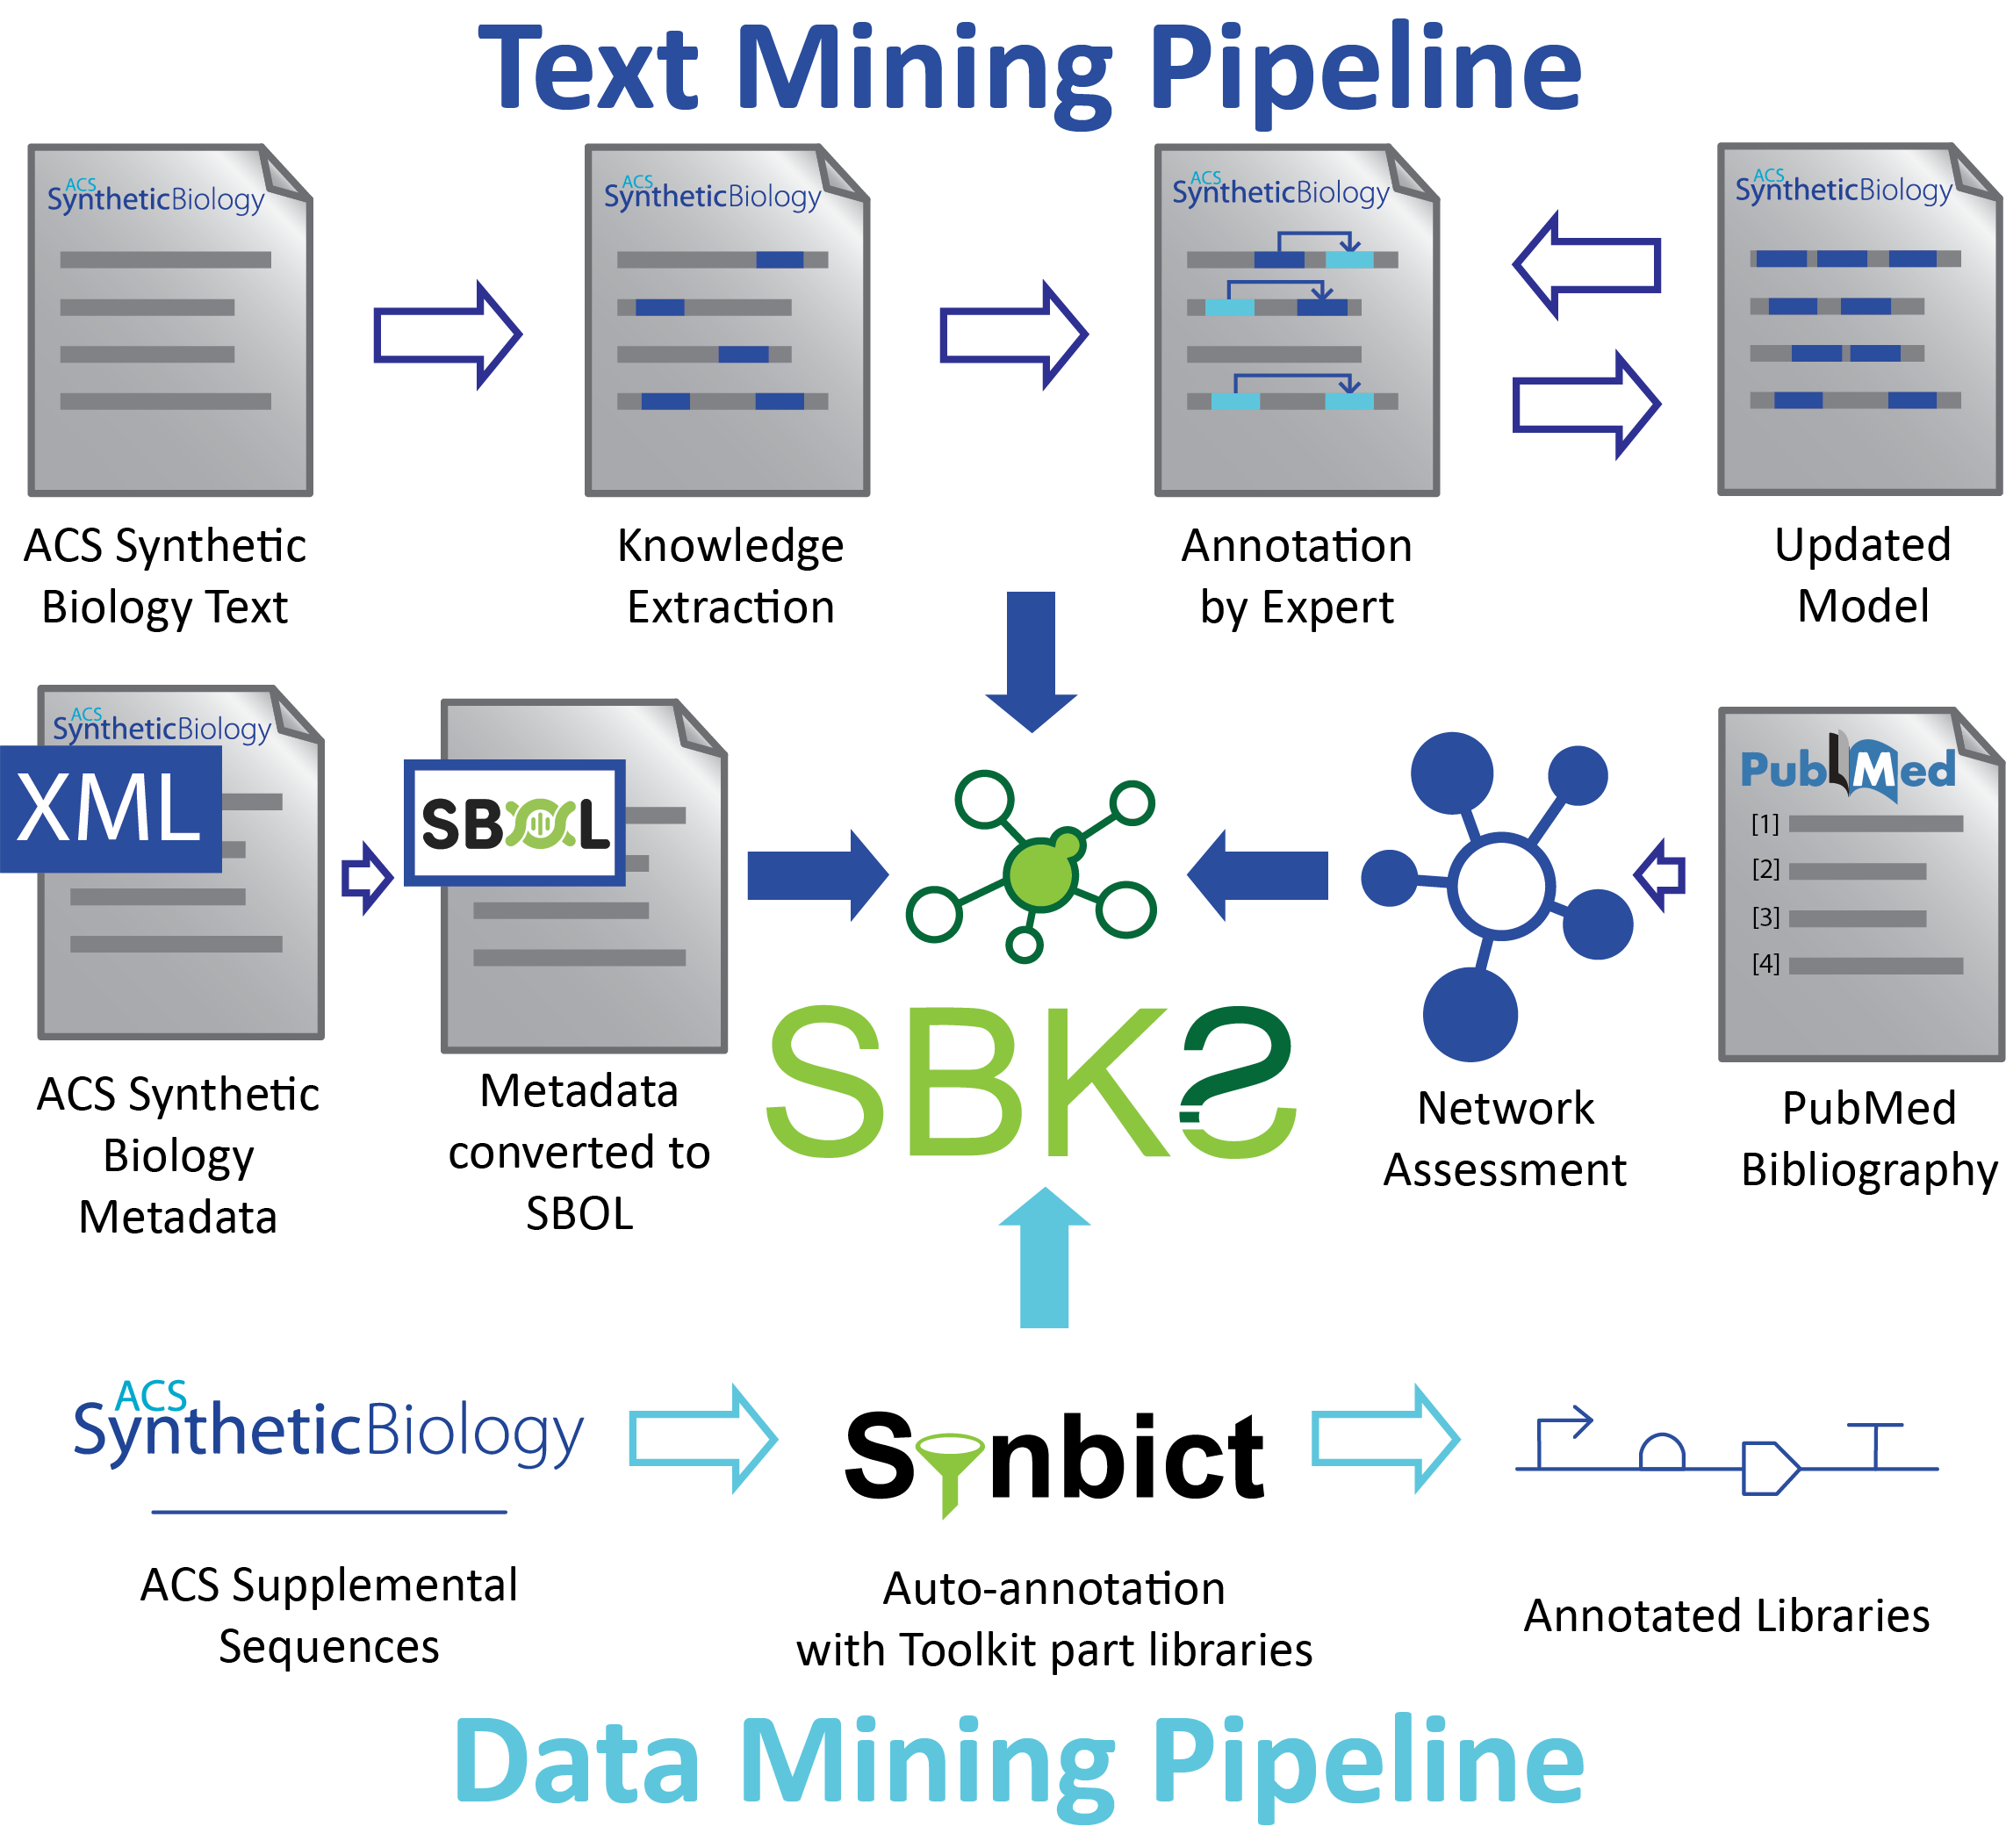 Text Mining Pipeline
ACS
SyntheticBiology
ACS
SyntheticBiology
ACS
SyntheticBiology
ACS
SyntheticBiology
ACS Synthetic
Biology Text
Knowledge
Extraction
Annotation
by Expert
Updated
Model
ACS
SyntheticBiology
XML
SBOL
PubMed
[1]
[2]
[3]
[4]
SBKS
ACS Synthetic
Biology
Metadata
Metadata
converted to
SBOL
Network
Assessment
PubMed
Bibliography
ACS
SyntheticBiology
Synbict
ACS Supplemental
Sequences
Auto-annotation
with Toolkit part libraries
Annotated Libraries
Data Mining Pipeline